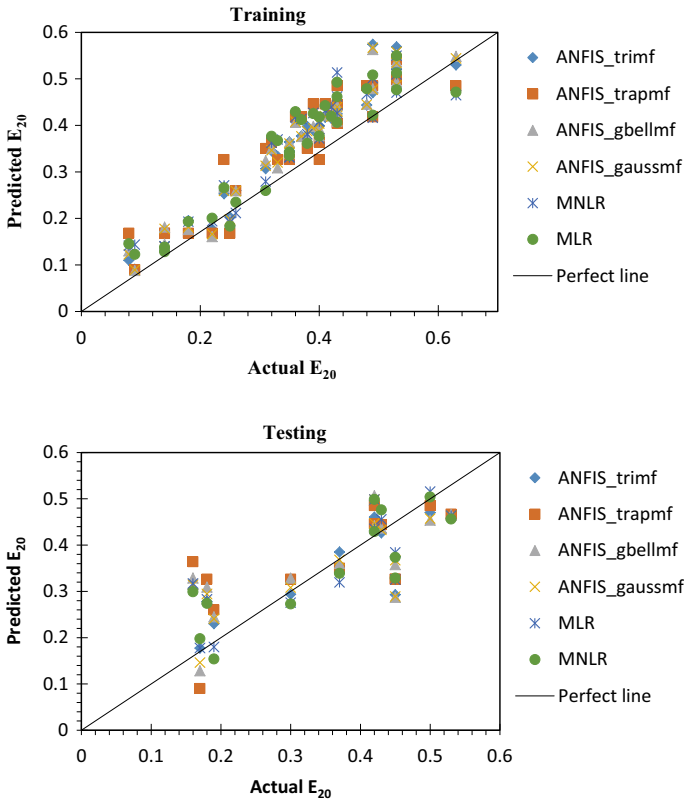 Training
Predicted E20
0.6
0.5
0.4
0.3
0.2
0.1
0
0 0.2 0.4 0.6
Actual E20
ANFIS_trimf
ANFIS_trapmf
ANFIS_gbellmf
ANFIS_gaussmf
MNLR
MLR
Perfect line
Testing
Predicted E20
0.6
0.5
0.4
0.3
0.2
0.1
0
0 0.1 0.2 0.3 0.4 0.5 0.6
Actual E20
ANFIS_trimf
ANFIS_trapmf
ANFIS_gbellmf
ANFIS_gaussmf
MLR
MNLR
Perfect line